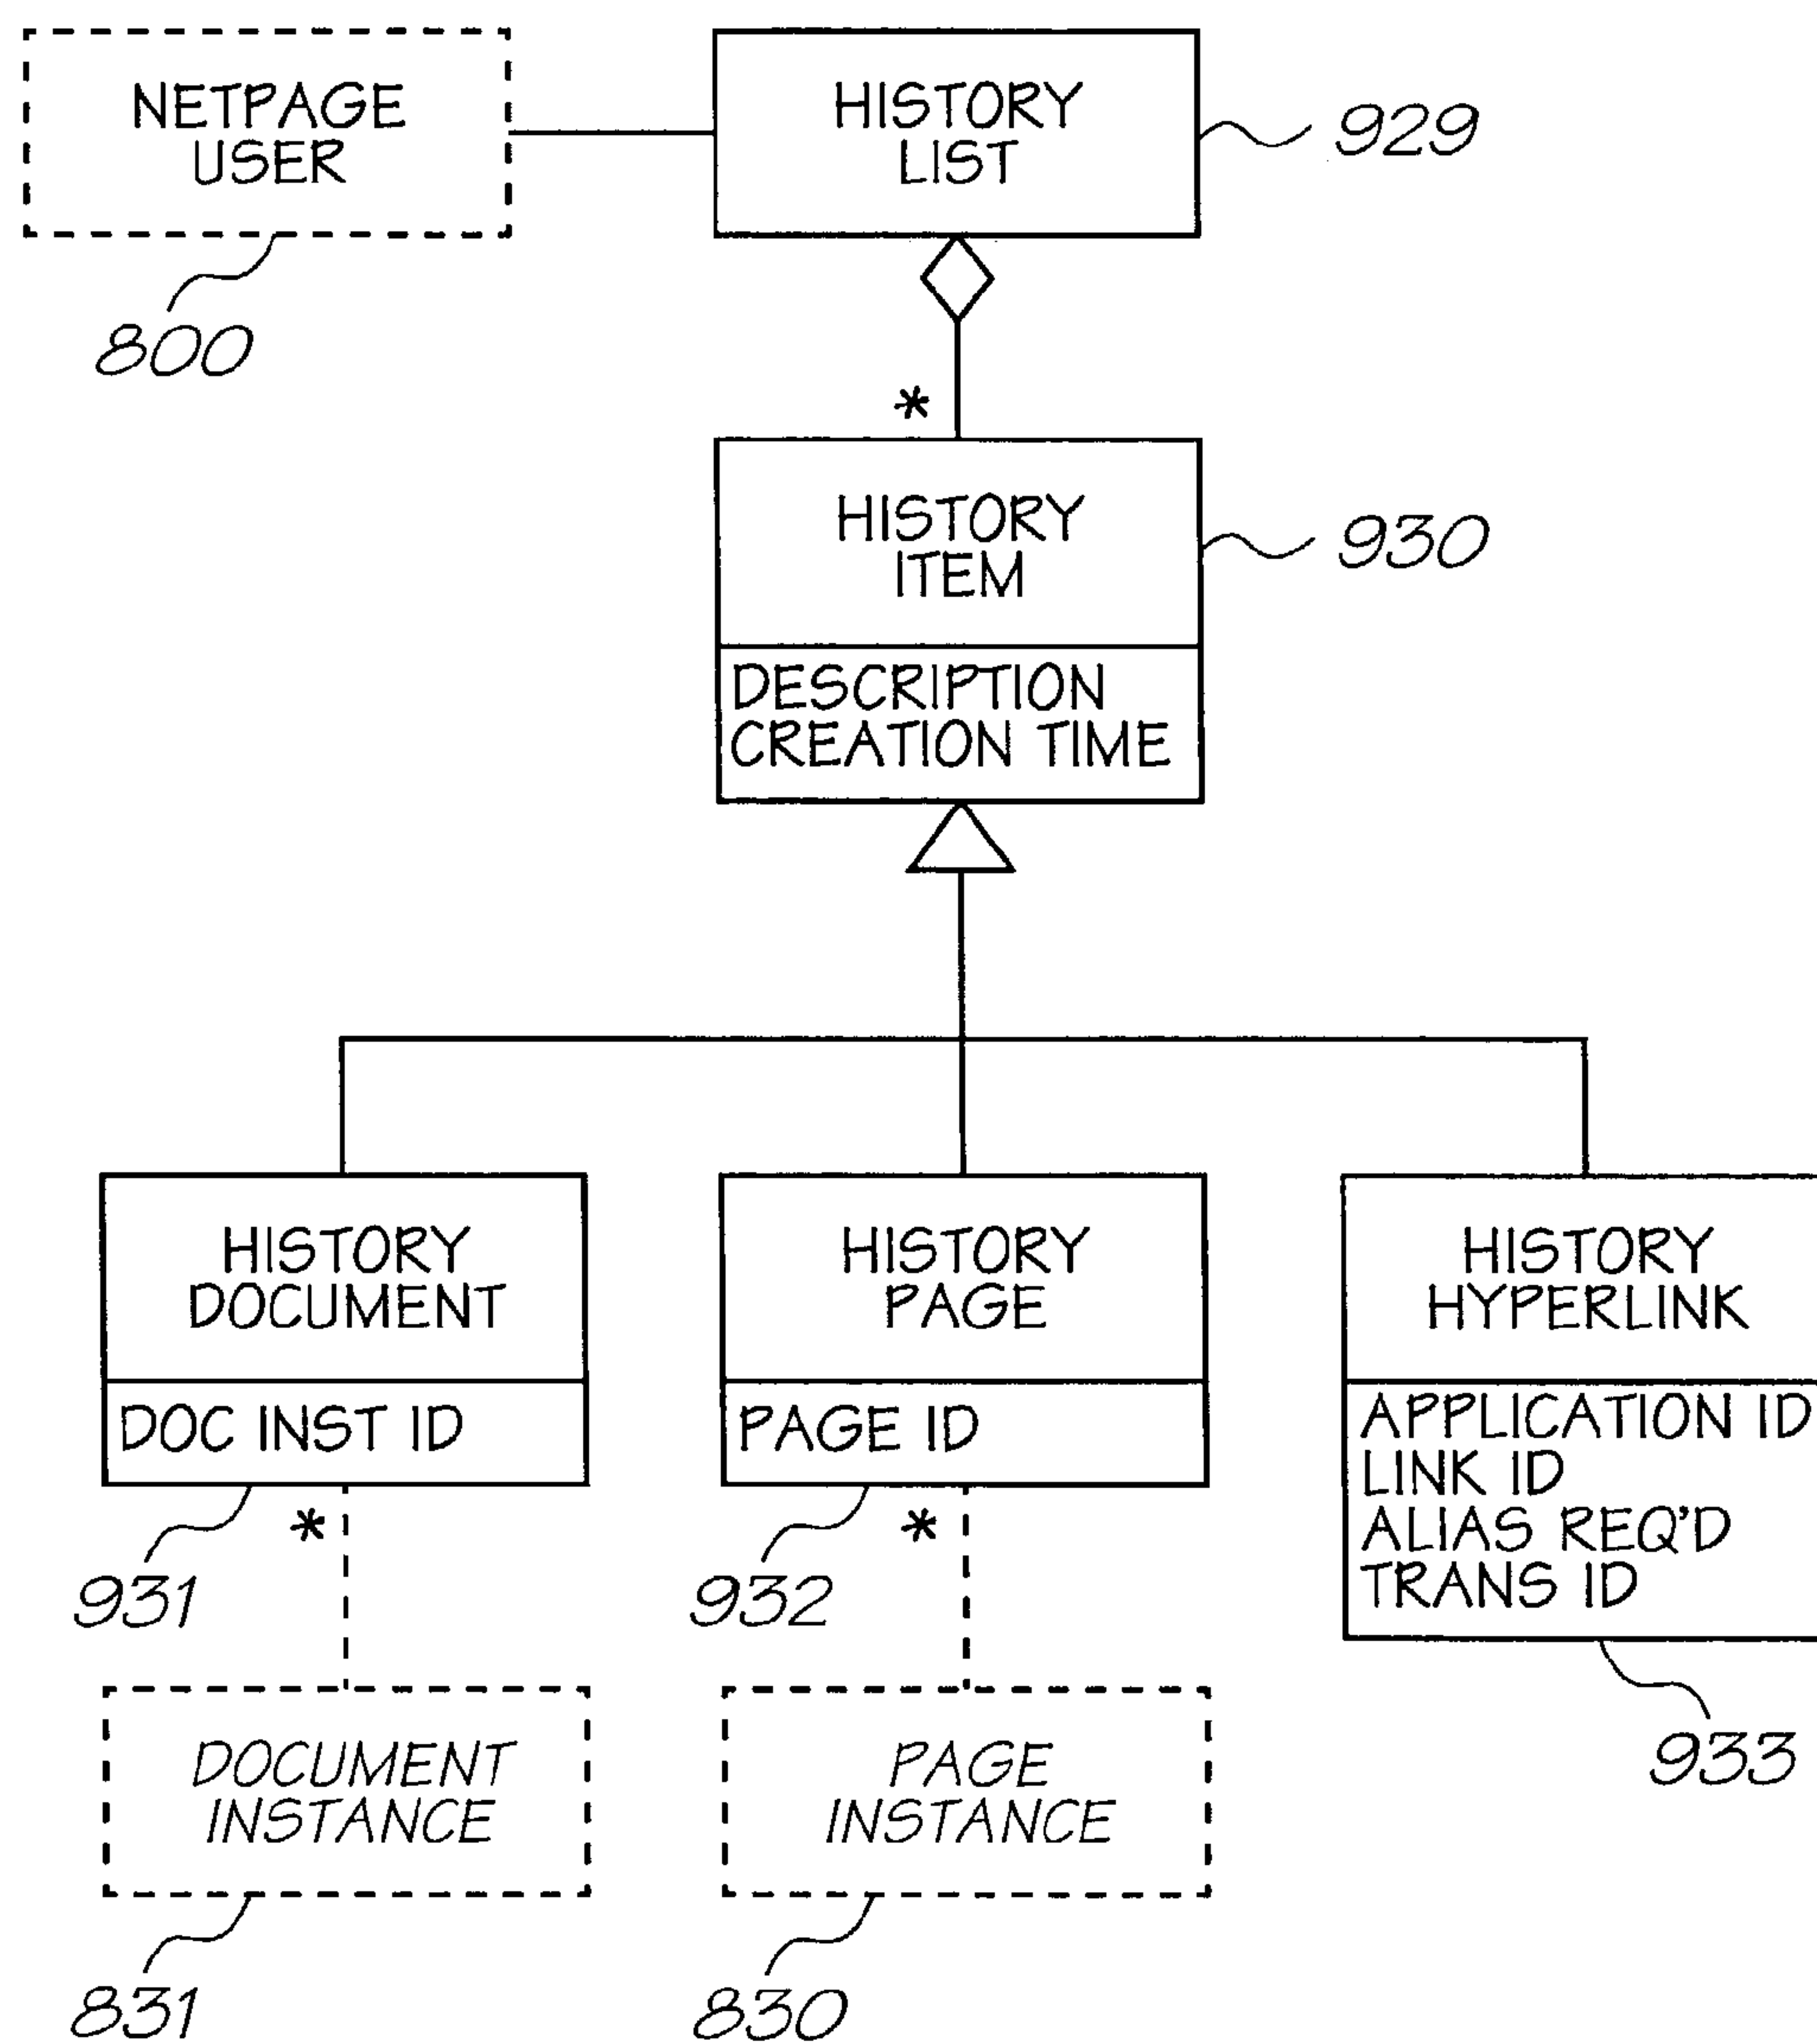 NETPAGE
USER
800
HISTORY
LIST
929
*
HISTORY
ITEM
930
DESCRIPTION
CREATION TIME
HISTORY
DOCUMENT
DOC INST ID
931
*
HISTORY
PAGE
PAGE ID
932
*
HISTORY
HYPERLINK
APPLICATION ID
LINK ID
ALIAS REQ'D
TRANS ID
933
DOCUMENT
INSTANCE
831
PAGE
INSTANCE
830